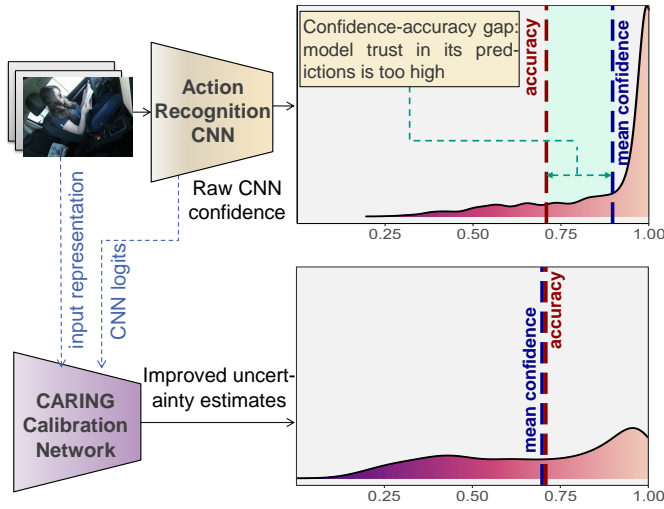 Action
Recognition
CNN
Confidence-accuracy gap:
model trust in its pred-
ictions is too high
accuracy
mean confidence
Raw CNN
confidence
0.25
0.50
0.75
1.00
input representation
CNN logits
CARING
Calibration
Network
Improved uncert-
ainty estimates
mean confidence
accuracy
0.25
0.50
0.75
1.00